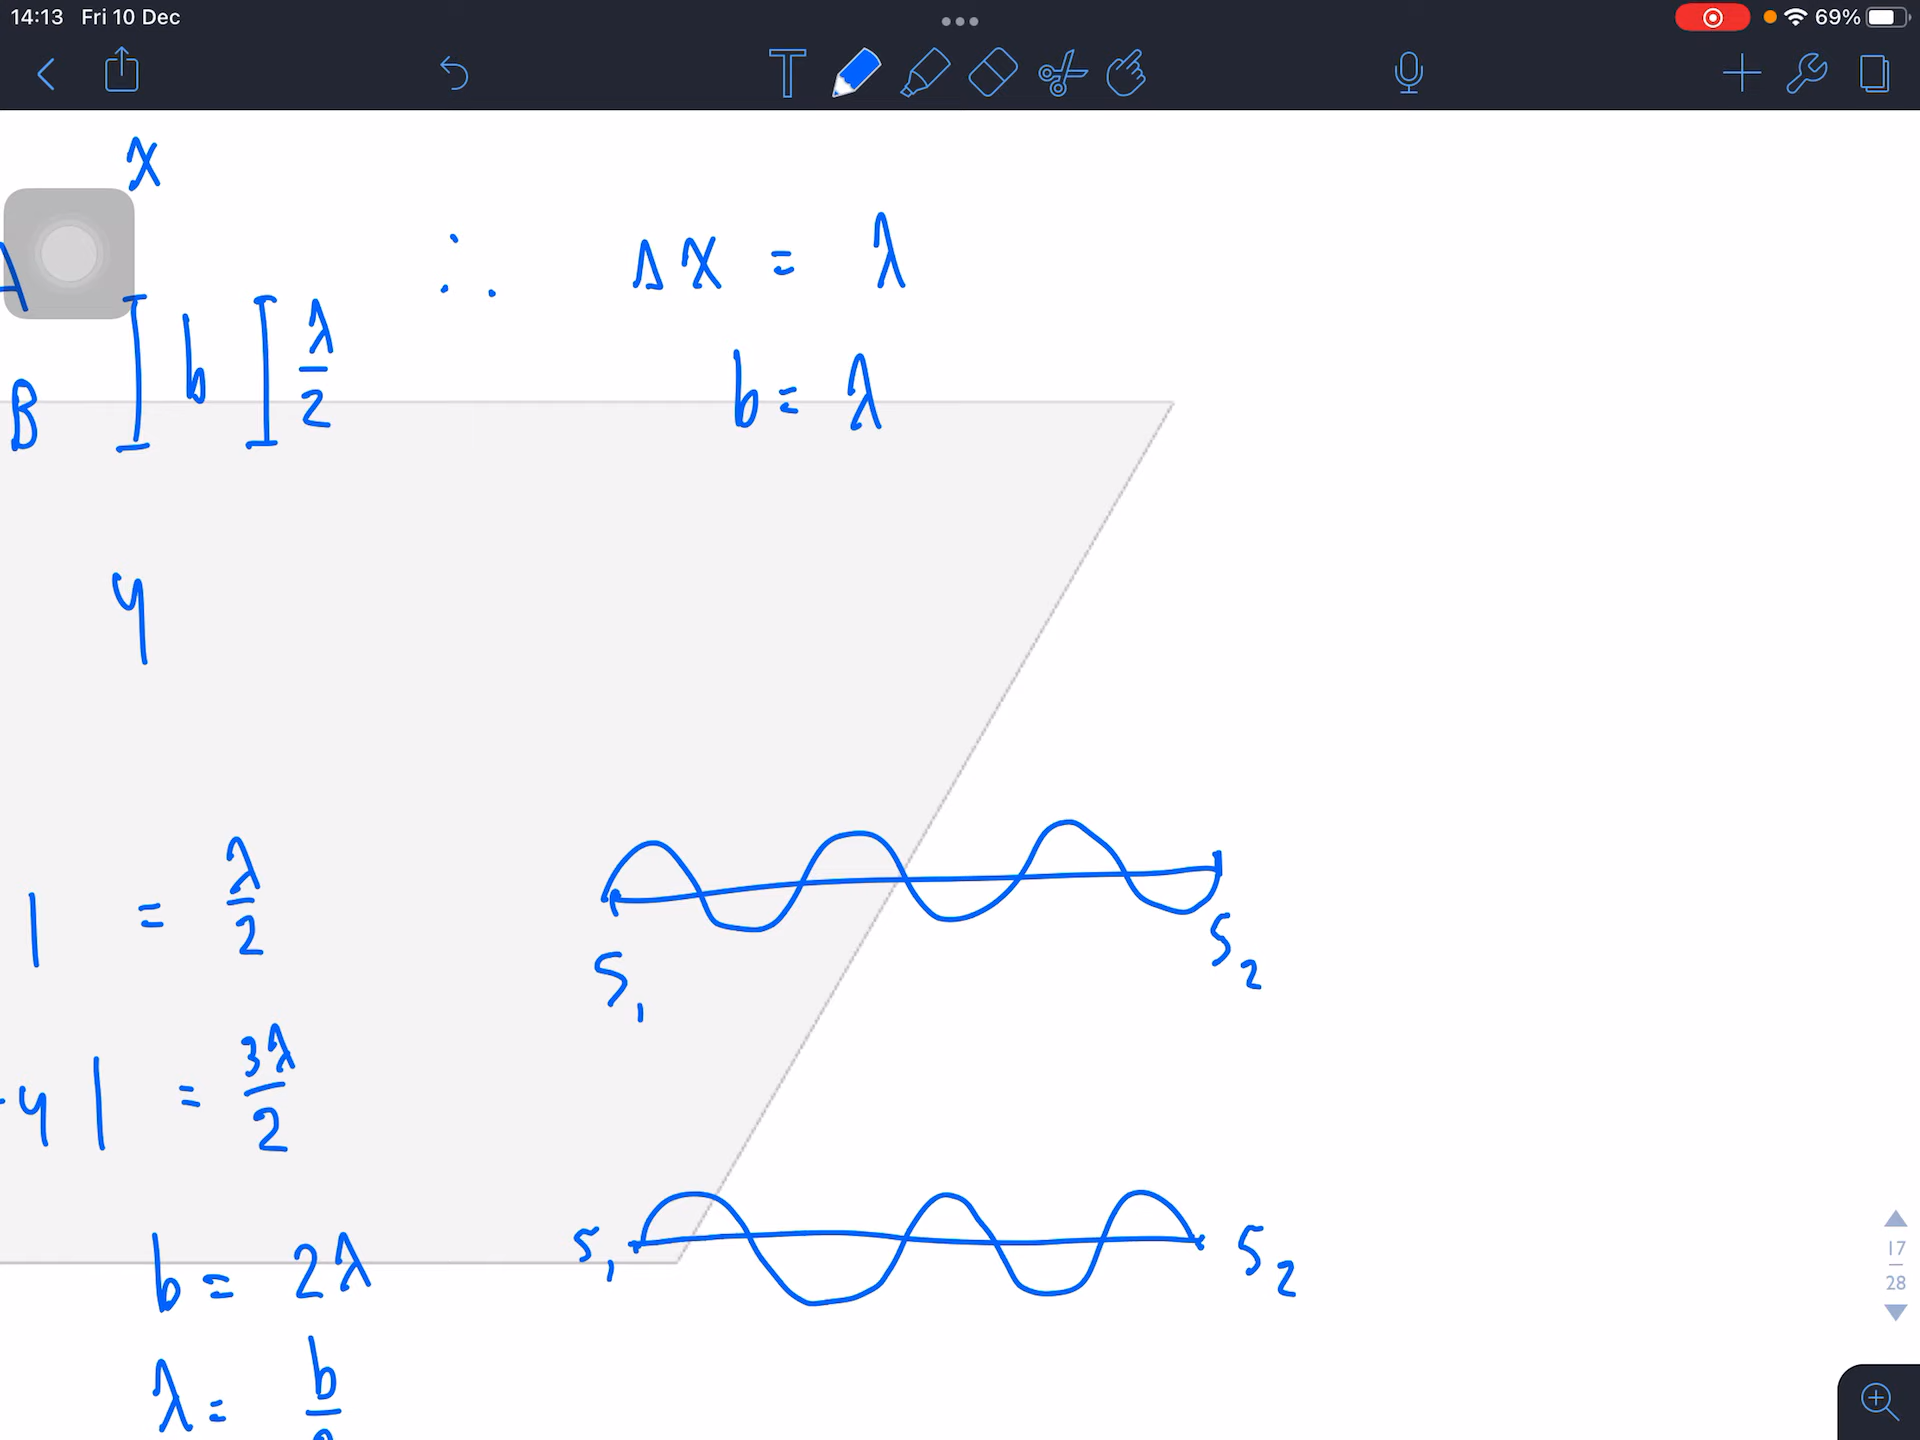 14:13 Fri 10 Dec
69%
x
A
∴ Δx = λ
b λ/2
B
b = λ
y
| = λ/2
S₁ S₂
-y | = 3λ/2
S₁ S₂
b = 2λ
λ = b
17
28